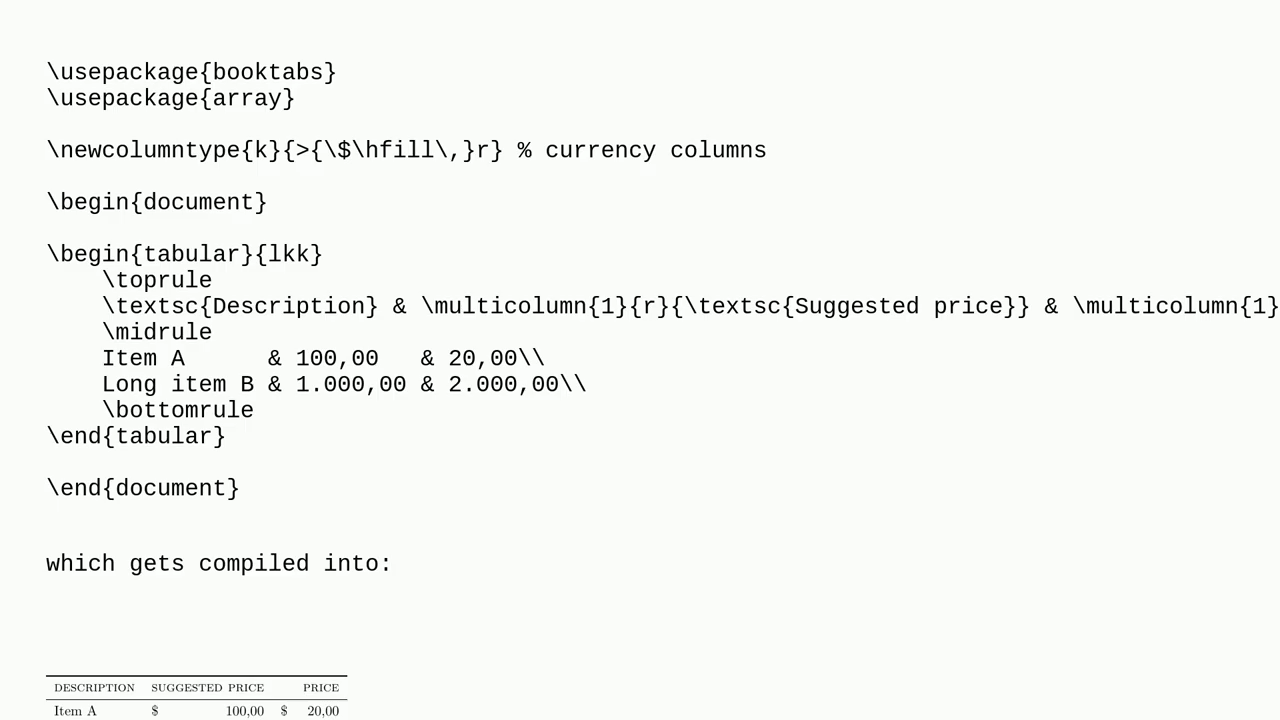 \usepackage{booktabs}
\usepackage{array}
\newcolumntype{k}{>{\$\hfill\,}r} % currency columns
\begin{document}
\begin{tabular}{lkk}
\toprule
\textsc{Description} & \multicolumn{1}{r}{\textsc{Suggested price}} & \multicolumn{1}
\midrule
Item A & 100,00 & 20,00\\
Long item B & 1.000,00 & 2.000,00\\
\bottomrule
\end{tabular}
\end{document}
which gets compiled into:
DESCRIPTION SUGGESTED PRICE PRICE
Item A $ 100,00 $ 20,00